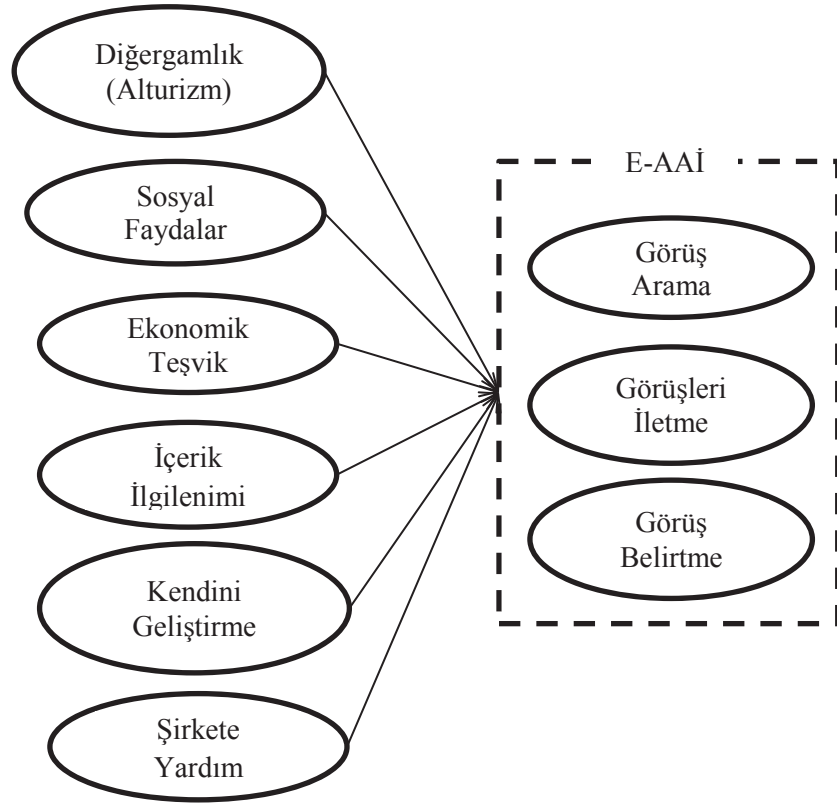 Diğergamlık
(Alturizm)
Sosyal
Faydalar
Ekonomik
Teşvik
İçerik
İlgilenimi
Kendini
Geliştirme
Şirkete
Yardım
E-AAİ
Görüş
Arama
Görüşleri
İletme
Görüş
Belirtme